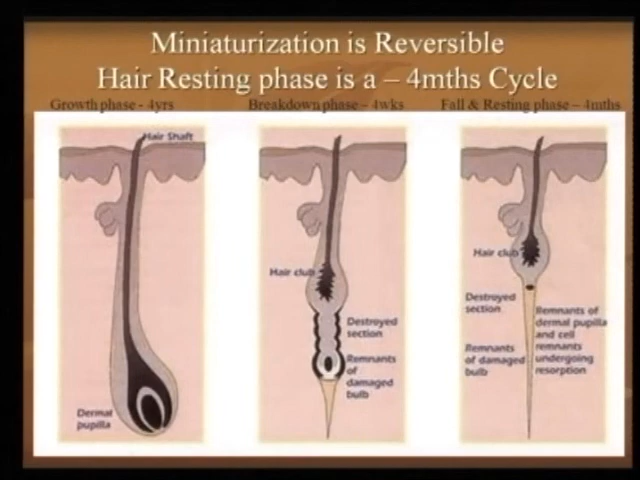 Miniaturization is Reversible
Hair Resting phase is a – 4mths Cycle
Growth phase - 4yrs
Breakdown phase – 4wks
Fall & Resting phase – 4mths
Hair Shaft
Dermal
pupilla
Hair club
Destroyed
section
Remnants
of
damaged
bulb
Hair club
Destroyed
section
Remnants
of damaged
bulb
Remnants of
dermal pupilla
and cell
remnants
undergoing
resorption